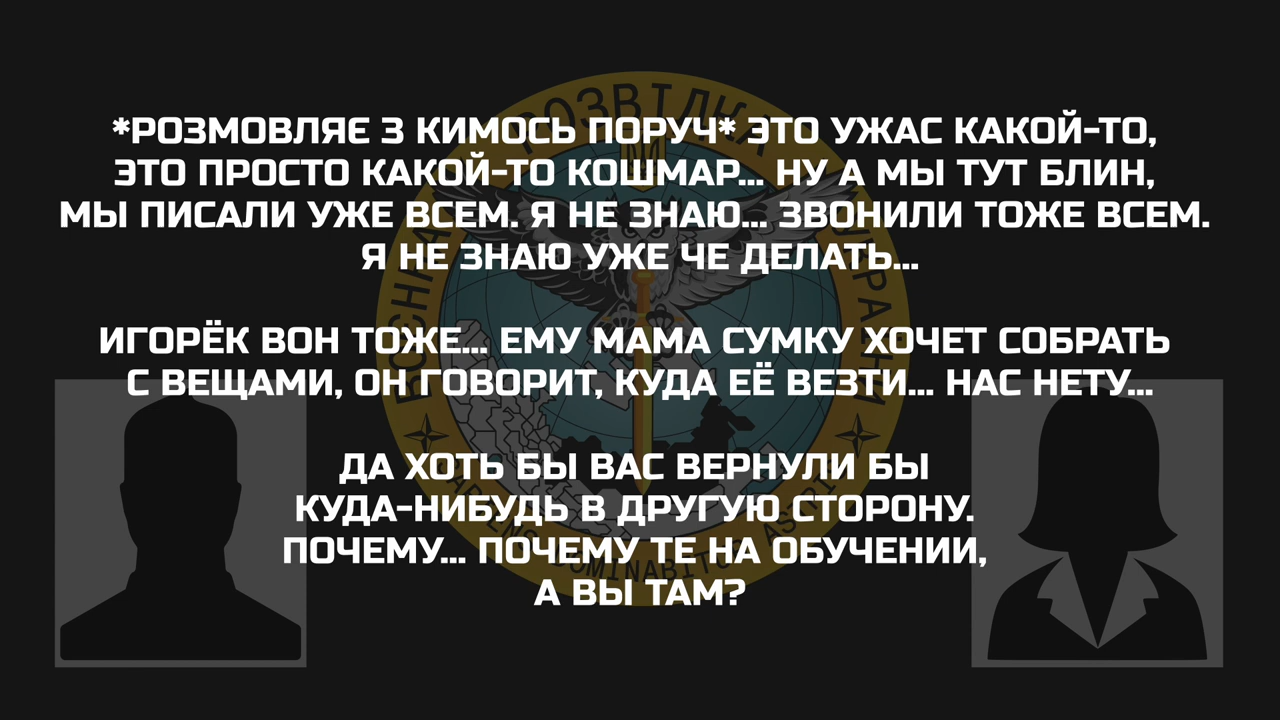 *РОЗМОВЛЯЄ З КИМОСЬ ПОРУЧ* ЭТО УЖАС КАКОЙ-ТО,
ЭТО ПРОСТО КАКОЙ-ТО КОШМАР... НУ А МЫ ТУТ БЛИН,
МЫ ПИСАЛИ УЖЕ ВСЕМ. Я НЕ ЗНАЮ... ЗВОНИЛИ ТОЖЕ ВСЕМ.
Я НЕ ЗНАЮ УЖЕ ЧЕ ДЕЛАТЬ...
ИГОРЁК ВОН ТОЖЕ... ЕМУ МАМА СУМКУ ХОЧЕТ СОБРАТЬ
С ВЕЩАМИ, ОН ГОВОРИТ, КУДА ЕЁ ВЕЗТИ... НАС НЕТУ...
ДА ХОТЬ БЫ ВАС ВЕРНУЛИ БЫ
КУДА-НИБУДЬ В ДРУГУЮ СТОРОНУ.
ПОЧЕМУ... ПОЧЕМУ ТЕ НА ОБУЧЕНИИ,
А ВЫ ТАМ?
РОЗВІДКА